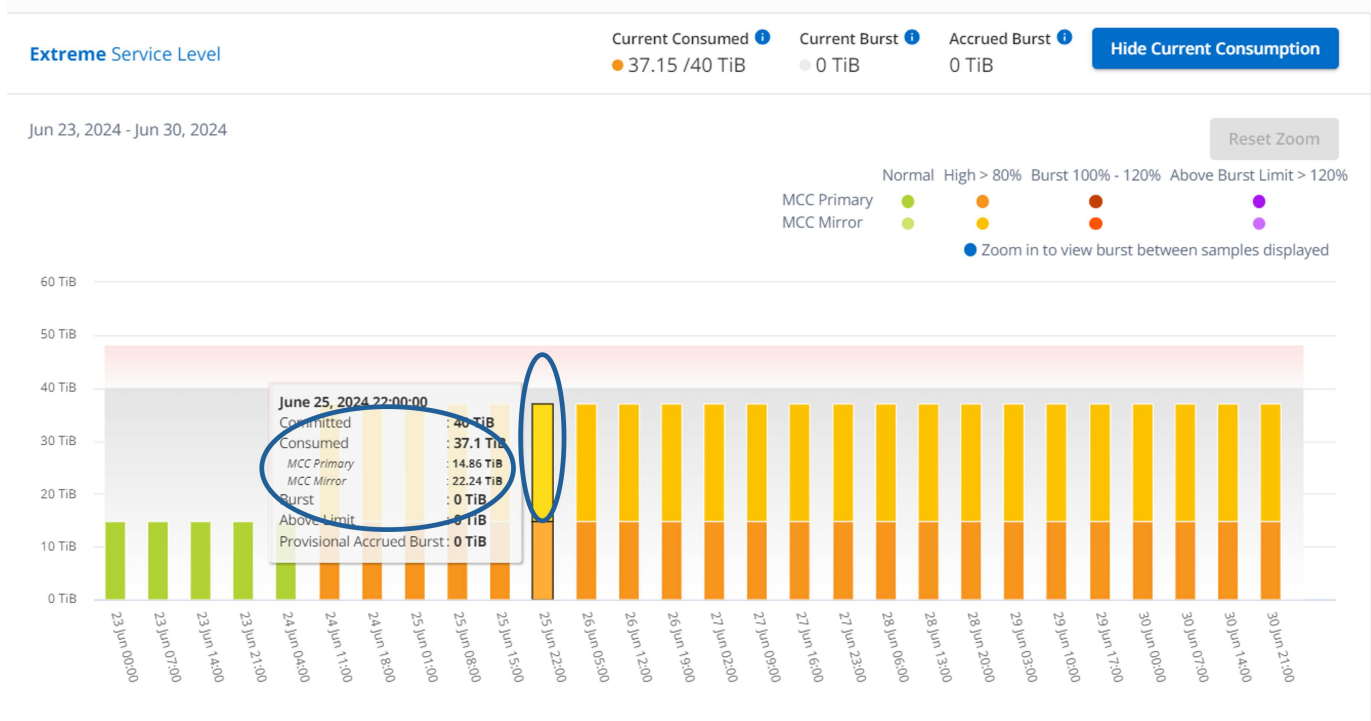 Extreme Service Level
Current Consumed Current Burst Accrued Burst
37.15 /40 TiB 0 TiB 0 TiB
Hide Current Consumption
Jun 23, 2024 - Jun 30, 2024
Reset Zoom
Normal High > 80% Burst 100% - 120% Above Burst Limit > 120%
MCC Primary
MCC Mirror
Zoom in to view burst between samples displayed
60 TiB
50 TiB
40 TiB
30 TiB
20 TiB
10 TiB
0 TiB
June 25, 2024 22:00:00
Committed : 40 TiB
Consumed : 37.1 TiB
MCC Primary : 14.86 TiB
MCC Mirror : 22.24 TiB
Burst : 0 TiB
Above Limit : 0 TiB
Provisional Accrued Burst : 0 TiB
23 Jun 00:00
23 Jun 07:00
23 Jun 14:00
23 Jun 21:00
24 Jun 04:00
24 Jun 11:00
24 Jun 18:00
25 Jun 01:00
25 Jun 08:00
25 Jun 15:00
25 Jun 22:00
26 Jun 05:00
26 Jun 12:00
26 Jun 19:00
27 Jun 02:00
27 Jun 09:00
27 Jun 16:00
27 Jun 23:00
28 Jun 06:00
28 Jun 13:00
28 Jun 20:00
29 Jun 03:00
29 Jun 10:00
29 Jun 17:00
30 Jun 00:00
30 Jun 07:00
30 Jun 14:00
30 Jun 21:00